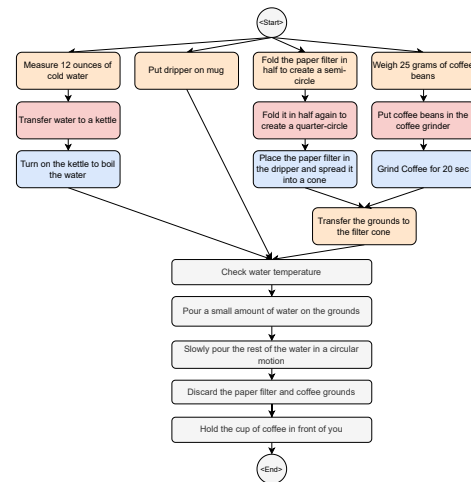 <Start>
Measure 12 ounces of
cold water
Put dripper on mug
Fold the paper filter in
half to create a semi-
circle
Weigh 25 grams of coffee
beans
Transfer water to a kettle
Fold it in half again to
create a quarter-circle
Put coffee beans in the
coffee grinder
Turn on the kettle to boil
the water
Place the paper filter in
the dripper and spread it
into a cone
Grind Coffee for 20 sec
Transfer the grounds to
the filter cone
Check water temperature
Pour a small amount of water on the grounds
Slowly pour the rest of the water in a circular
motion
Discard the paper filter and coffee grounds
Hold the cup of coffee in front of you
<End>